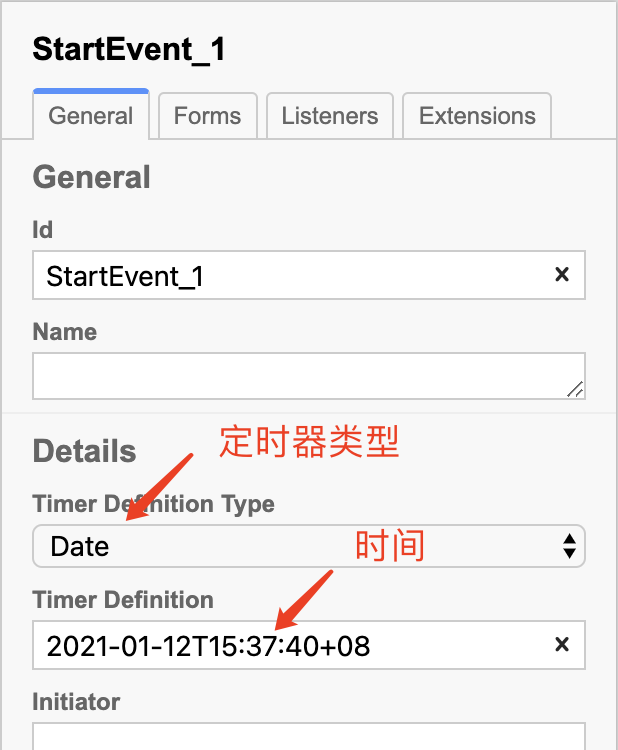 StartEvent_1
General
Forms
Listeners
Extensions
General
Id
StartEvent_1
Name
定时器类型
Details
Timer Definition Type
Date
时间
Timer Definition
2021-01-12T15:37:40+08
Initiator